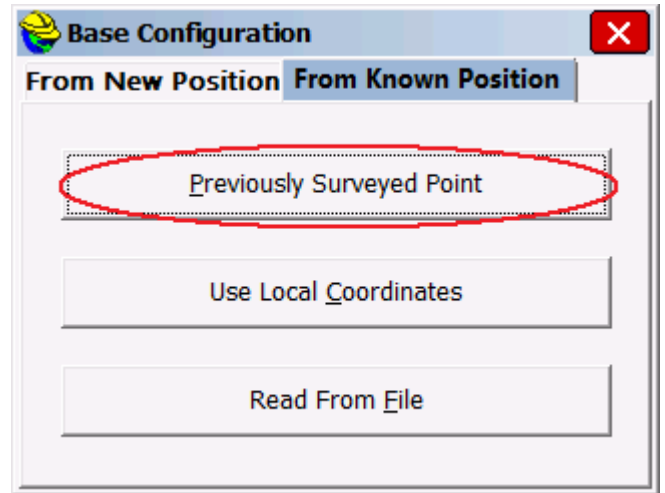 Base Configuration
From New Position From Known Position
Previously Surveyed Point
Use Local Coordinates
Read From File